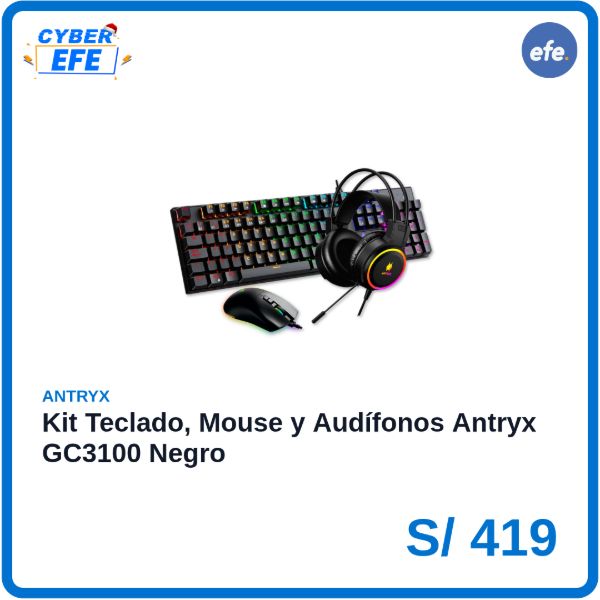 CYBER
EFE
efe.
ANTRYX
Kit Teclado, Mouse y Audífonos Antryx
GC3100 Negro
S/ 419